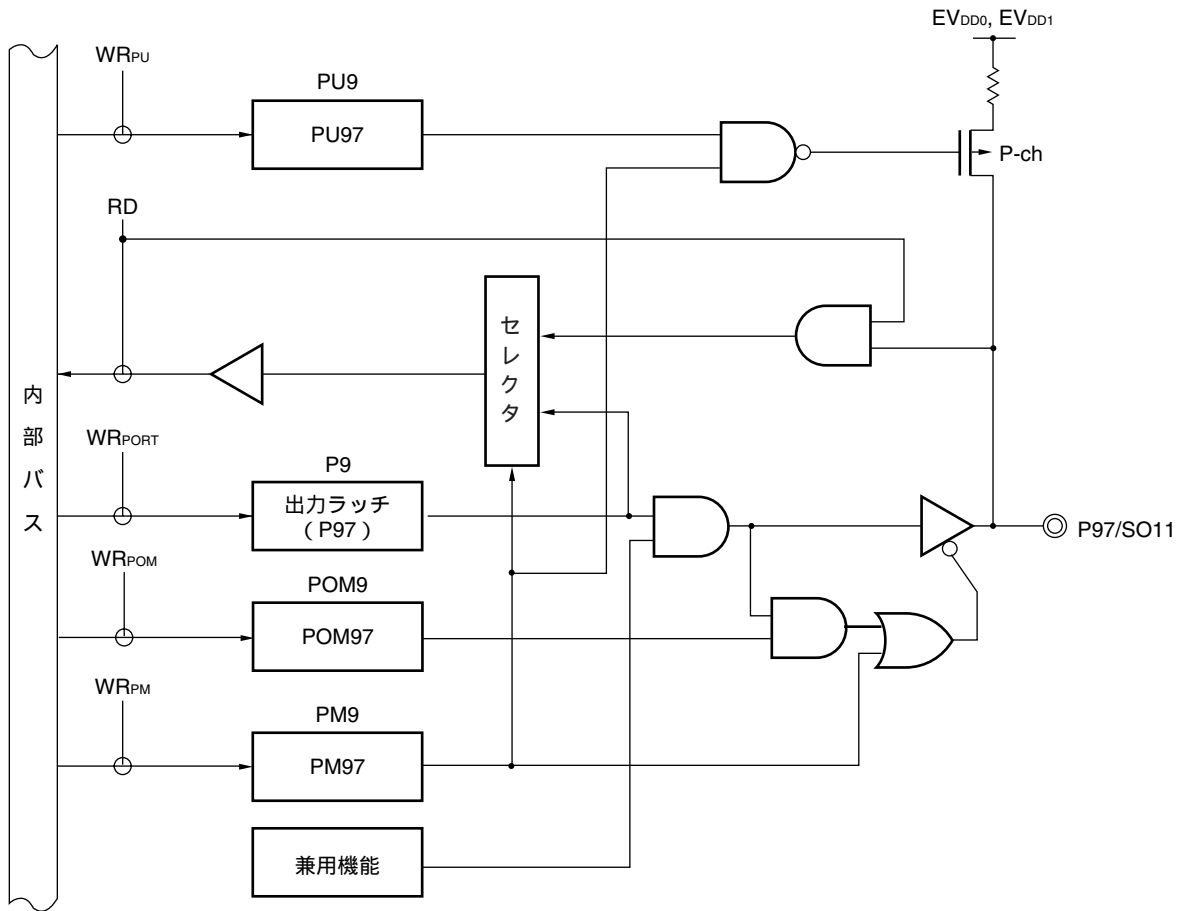 EVDD0, EVDD1
WRPU
PU9
PU97
P-ch
RD
セレクタ
内部バス
WRPORT
P9
出力ラッチ
（P97）
P97/SO11
WRPOM
POM9
POM97
WRPM
PM9
PM97
兼用機能